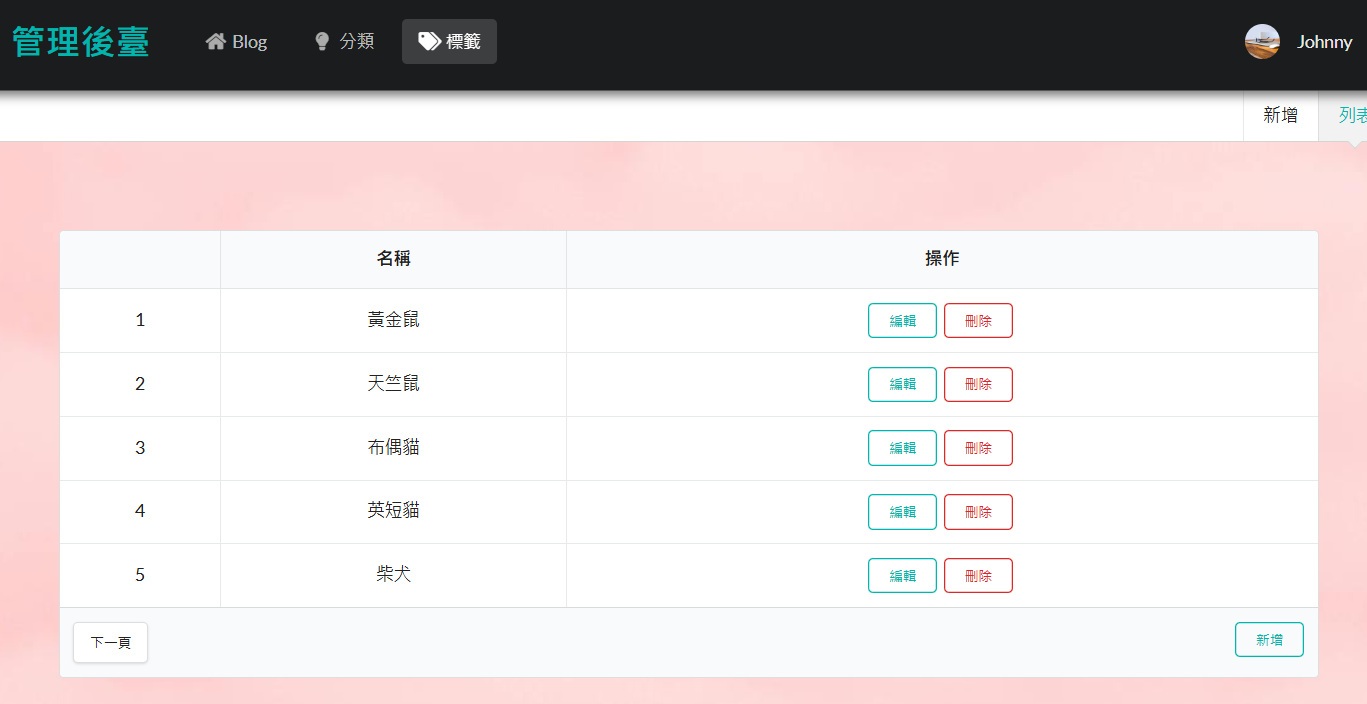 管理後臺 Blog 分類 標籤 Johnny
新增 列表
名稱 操作
1 黃金鼠 編輯 刪除
2 天竺鼠 編輯 刪除
3 布偶貓 編輯 刪除
4 英短貓 編輯 刪除
5 柴犬 編輯 刪除
下一頁 新增